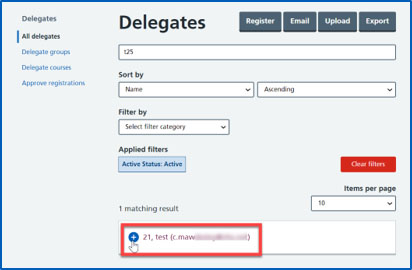 Delegates
All delegates
Delegate groups
Delegate courses
Approve registrations
Delegates
Register
Email
Upload
Export
t25
Sort by
Name
Ascending
Filter by
Select filter category
Applied filters
Active Status: Active
Clear filters
Items per page
10
1 matching result
21, test (c.maw